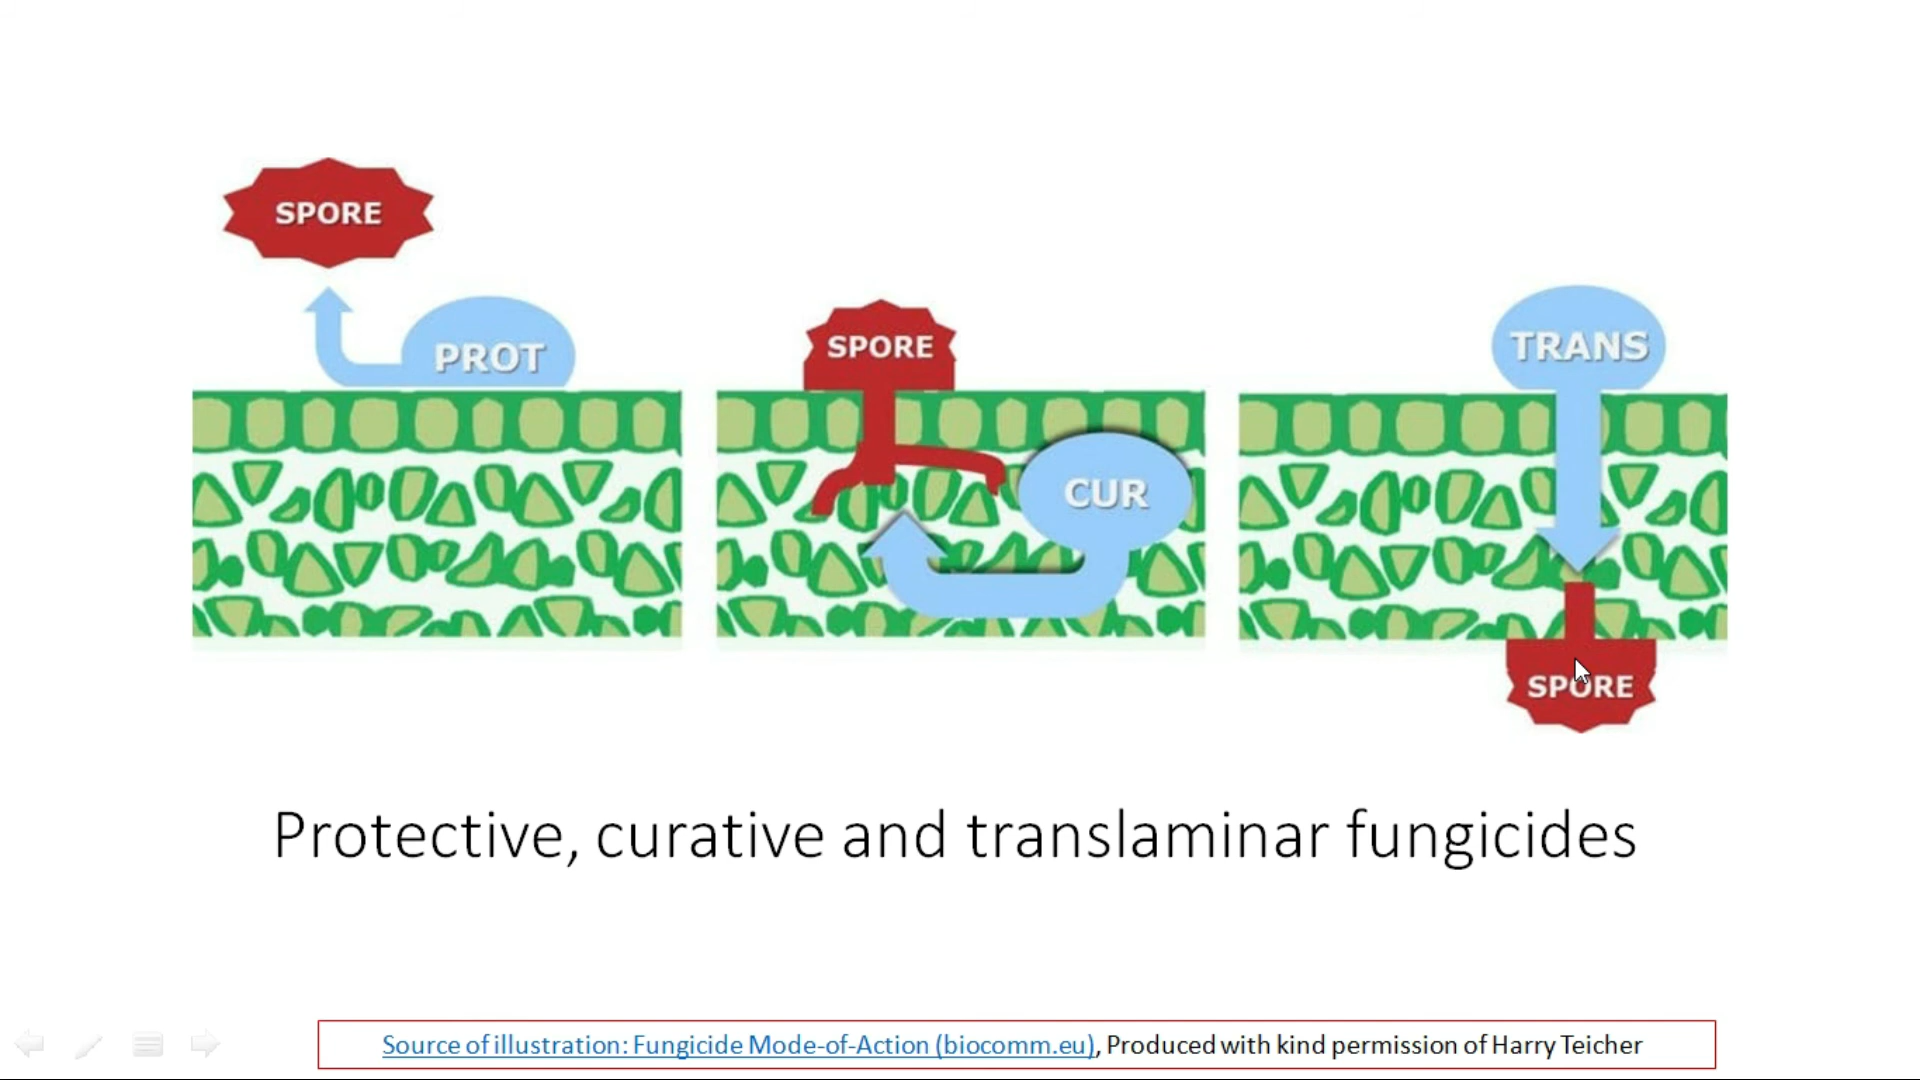 SPORE
PROT
SPORE
CUR
TRANS
SPORE
Protective, curative and translaminar fungicides
Source of illustration: Fungicide Mode-of-Action (biocomm.eu), Produced with kind permission of Harry Teicher